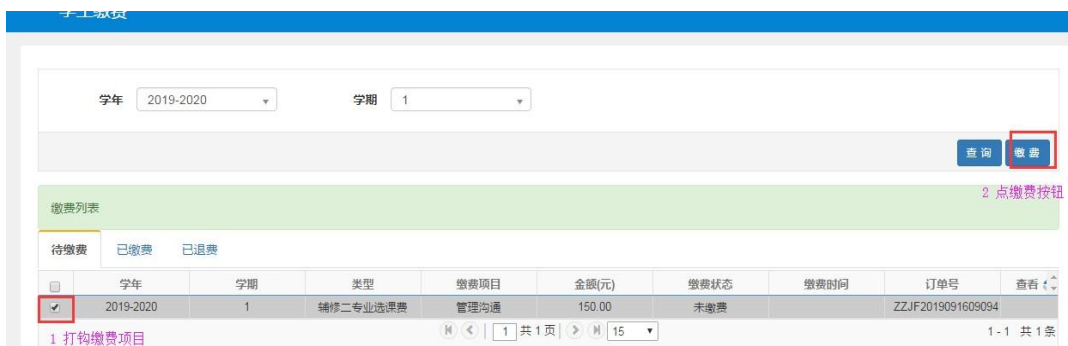 学生缴费
学年 2019-2020 学期 1
查 询 缴 费
2 点缴费按钮
缴费列表
待缴费 已缴费 已退费
学年 学期 类型 缴费项目 金额(元) 缴费状态 缴费时间 订单号 查看
2019-2020 1 辅修二专业选课费 管理沟通 150.00 未缴费 ZZJF2019091609094
1 打钩缴费项目
1 共 1 页 15 1 - 1 共 1 条